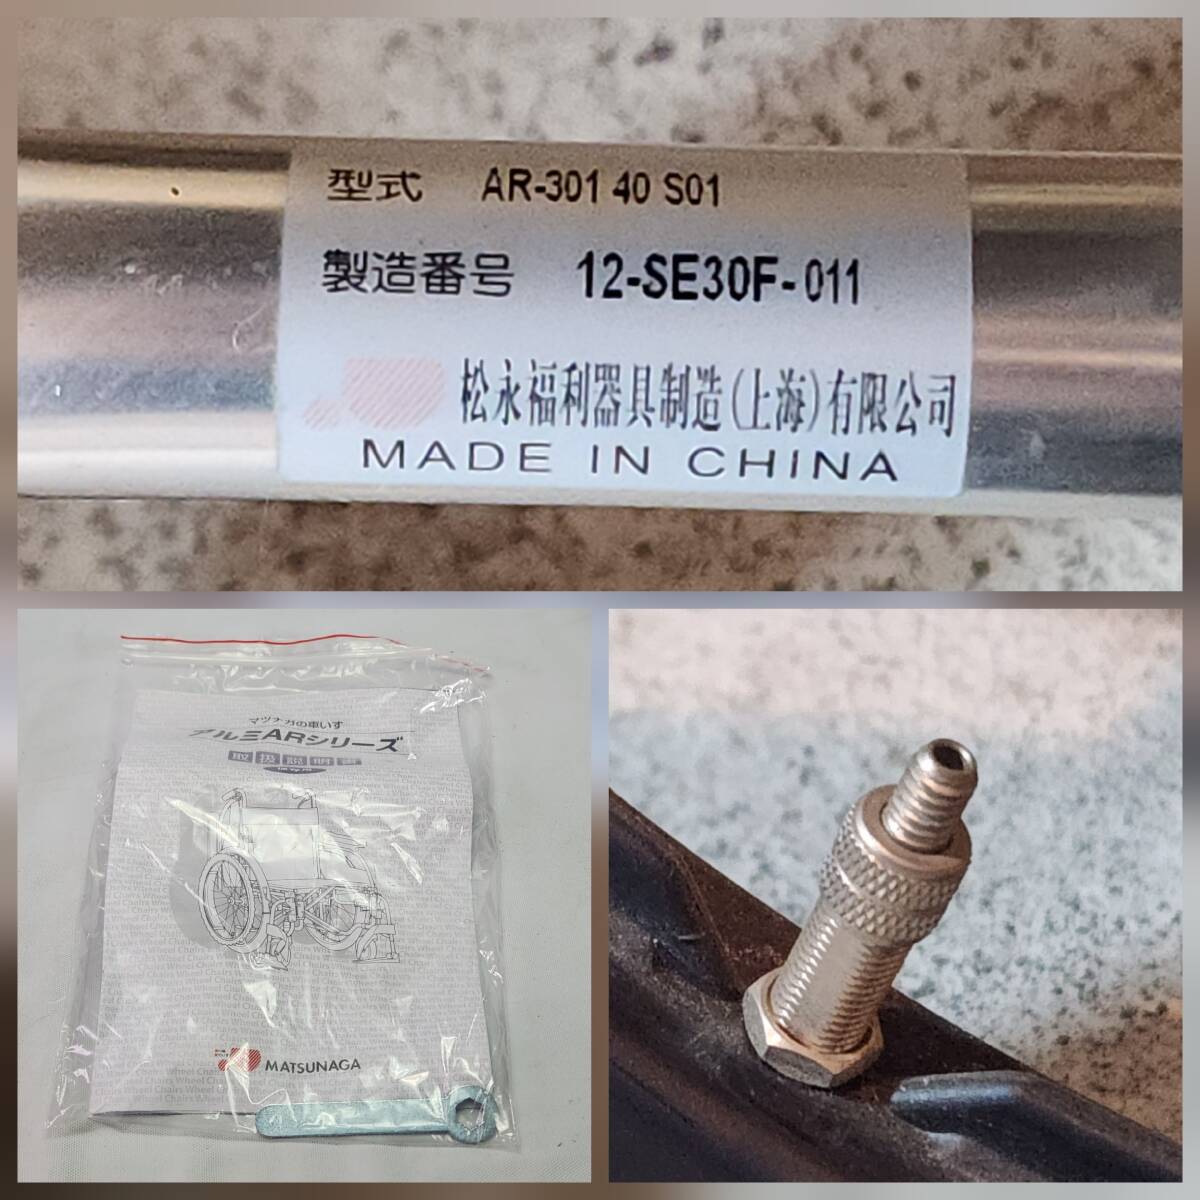 型式 AR-301 40 S01
製造番号 12-SE30F-011
松永福利器具制造(上海)有限公司
MADE IN CHINA
マツナガの車いす
アルミARシリーズ
取扱説明書
MATSUNAGA